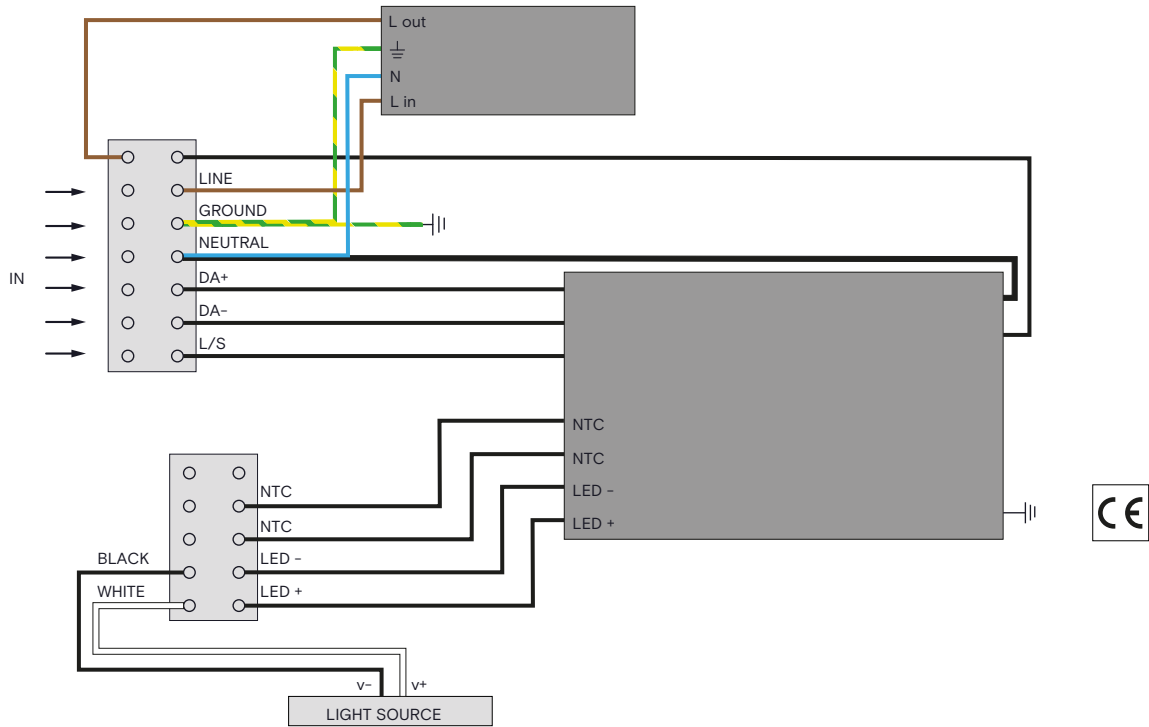 L out
N
L in
LINE
GROUND
NEUTRAL
IN
DA+
DA-
L/S
NTC
NTC
LED -
LED +
NTC
NTC
BLACK
LED -
WHITE
LED +
v- v+
LIGHT SOURCE
CE